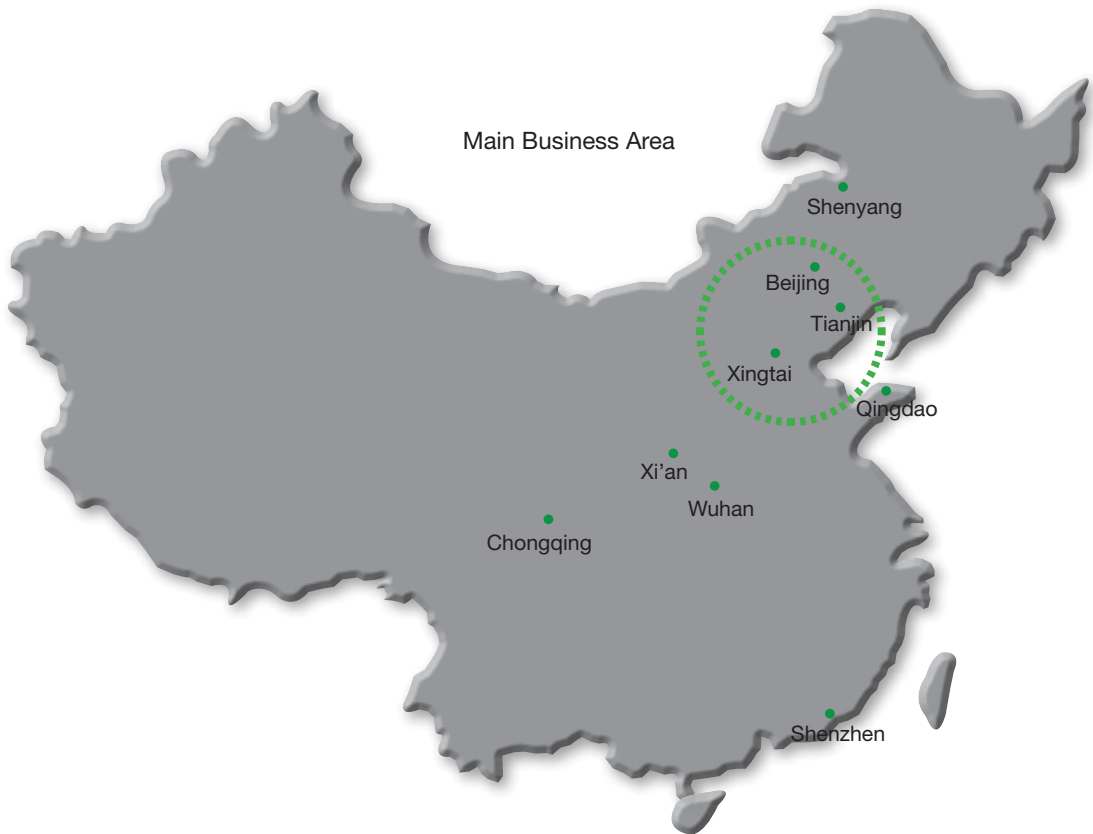 Main Business Area
Shenyang
Beijing
Tianjin
Xingtai
Qingdao
Xi’an
Wuhan
Chongqing
Shenzhen